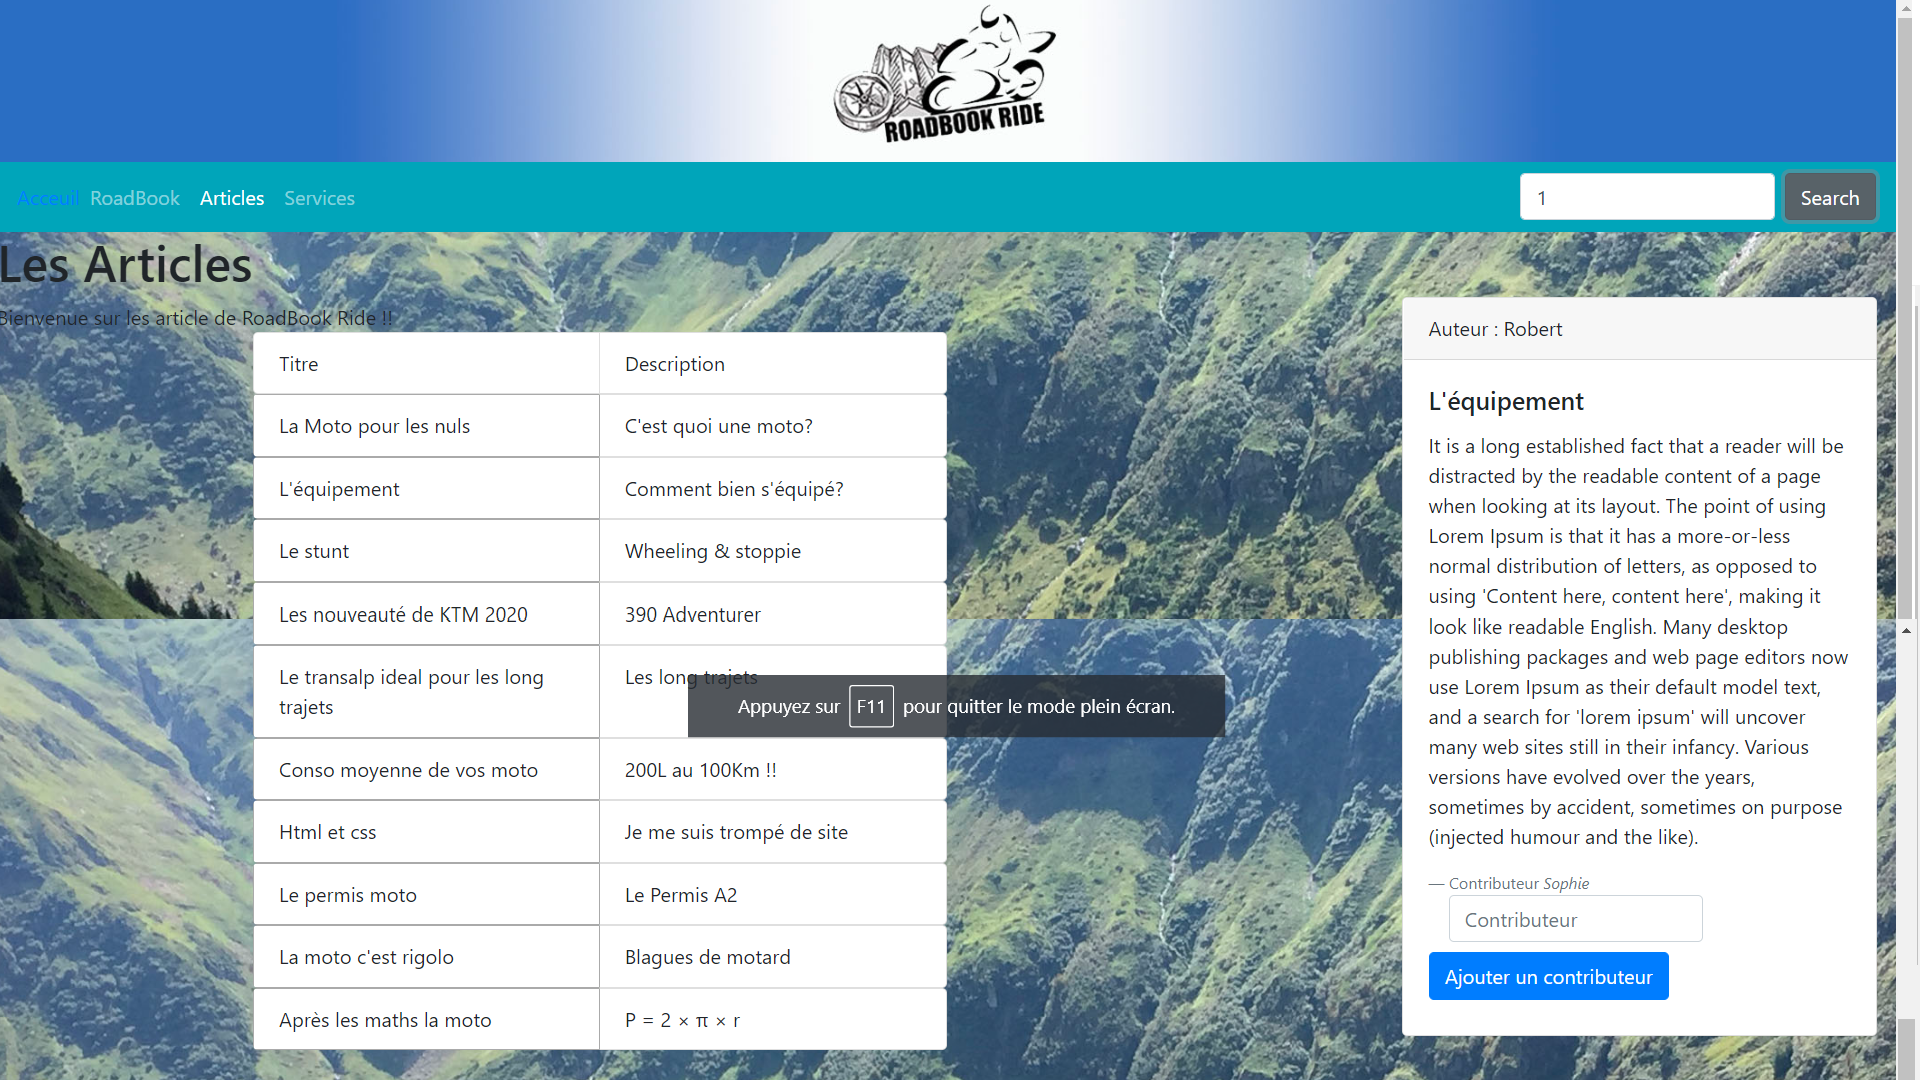 ROADBOOK RIDE
Acceuil RoadBook Articles Services 1 Search
Les Articles
Bienvenue sur les article de RoadBook Ride !!
Titre Description
La Moto pour les nuls C'est quoi une moto?
L'équipement Comment bien s'équipé?
Le stunt Wheeling & stoppie
Les nouveauté de KTM 2020 390 Adventurer
Le transalp ideal pour les long Les long trajets
trajets
Appuyez sur F11 pour quitter le mode plein écran.
Conso moyenne de vos moto 200L au 100Km !!
Html et css Je me suis trompé de site
Le permis moto Le Permis A2
La moto c'est rigolo Blagues de motard
Après les maths la moto P = 2 × π × r
Auteur : Robert
L'équipement
It is a long established fact that a reader will be
distracted by the readable content of a page
when looking at its layout. The point of using
Lorem Ipsum is that it has a more-or-less
normal distribution of letters, as opposed to
using 'Content here, content here', making it
look like readable English. Many desktop
publishing packages and web page editors now
use Lorem Ipsum as their default model text,
and a search for 'lorem ipsum' will uncover
many web sites still in their infancy. Various
versions have evolved over the years,
sometimes by accident, sometimes on purpose
(injected humour and the like).
— Contributeur Sophie
Contributeur
Ajouter un contributeur